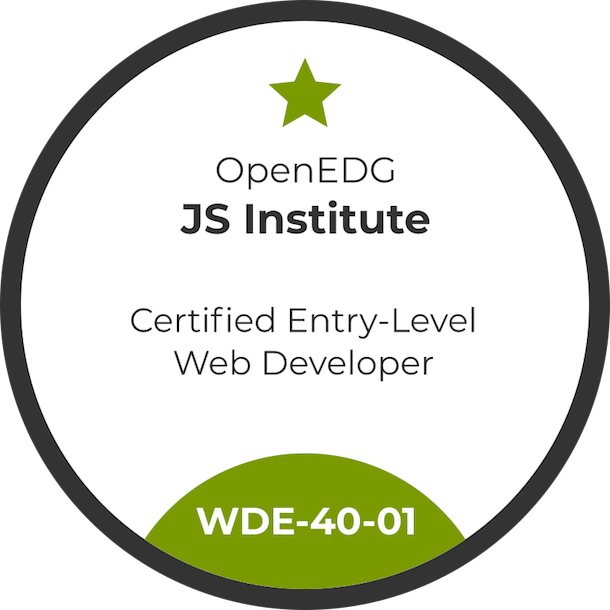 OpenEDG
JS Institute
Certified Entry-Level
Web Developer
WDE-40-01